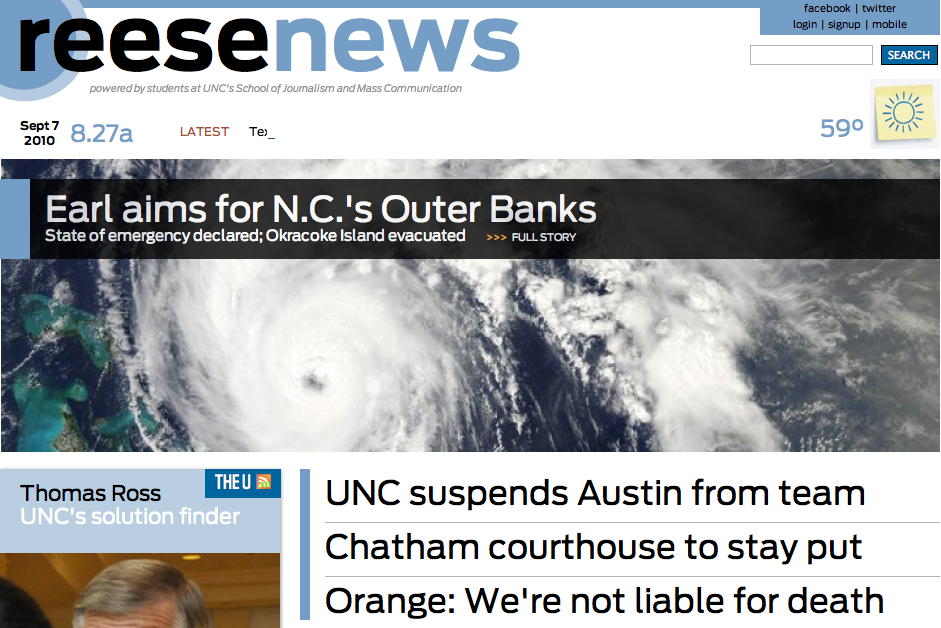 facebook | twitter
login | signup | mobile
reesenews
SEARCH
powered by students at UNC's School of Journalism and Mass Communication
Sept 7
2010
8.27a
LATEST
Tex_
59º
Earl aims for N.C.'s Outer Banks
State of emergency declared; Okracoke Island evacuated >>> FULL STORY
THE U
Thomas Ross
UNC's solution finder
UNC suspends Austin from team
Chatham courthouse to stay put
Orange: We're not liable for death